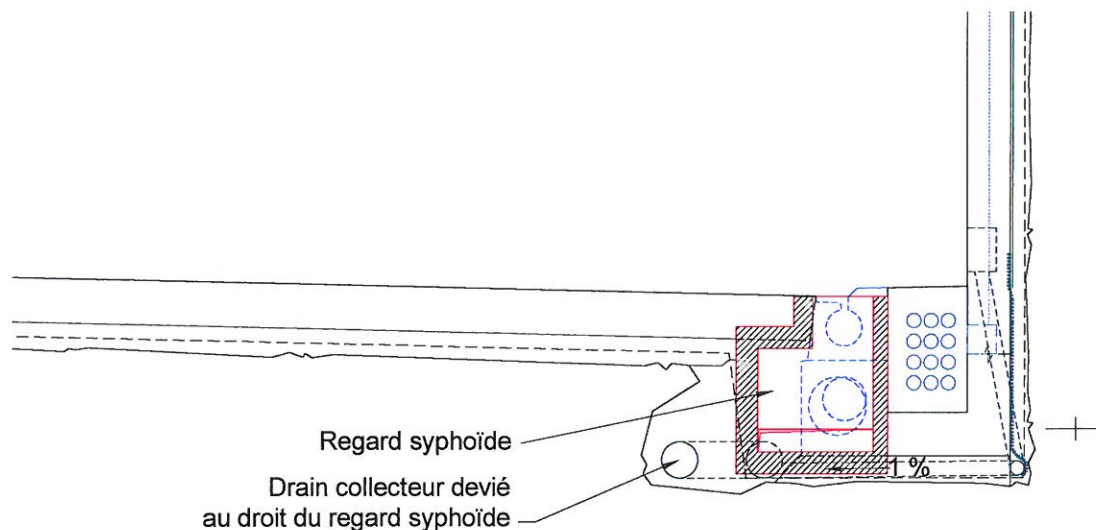 Regard syphoïde
Drain collecteur devié
au droit du regard syphoïde
1 %